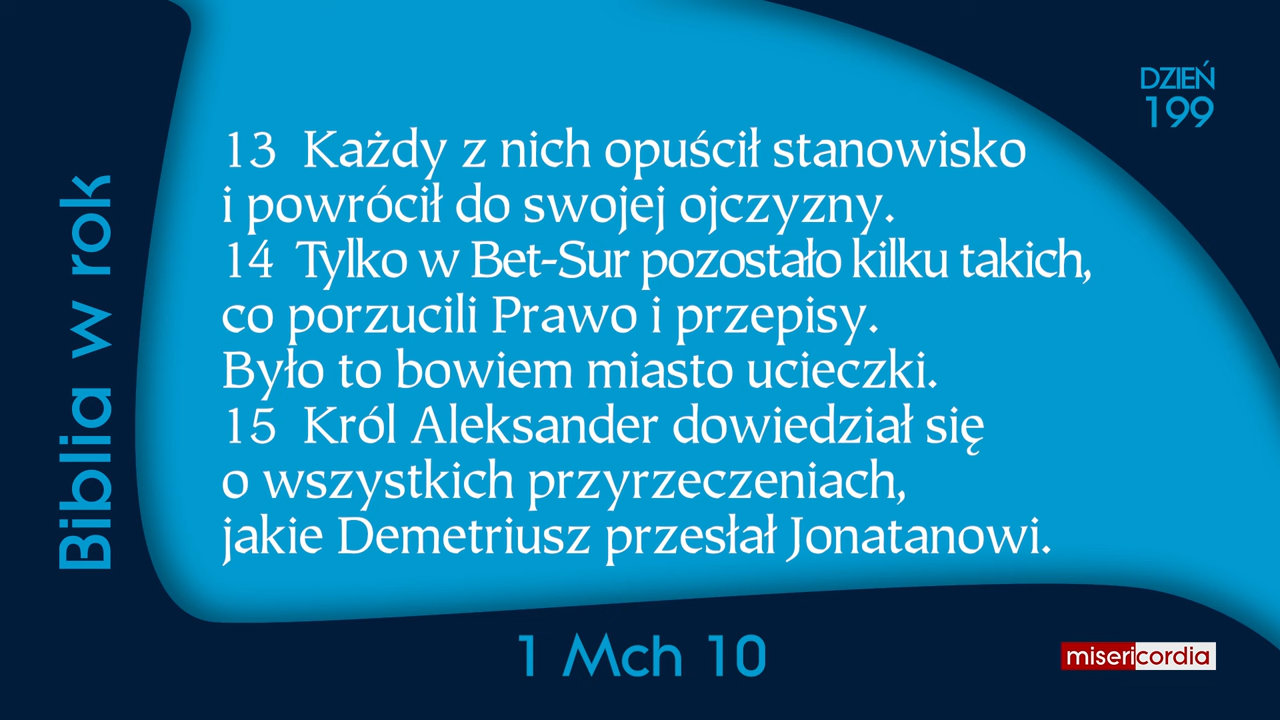 DZIEŃ
199
Biblia w rok
13 Każdy z nich opuścił stanowisko
i powrócił do swojej ojczyzny.
14 Tylko w Bet-Sur pozostało kilku takich,
co porzucili Prawo i przepisy.
Było to bowiem miasto ucieczki.
15 Król Aleksander dowiedział się
o wszystkich przyrzeczeniach,
jakie Demetriusz przesłał Jonatanowi.
1 Mch 10
misericordia